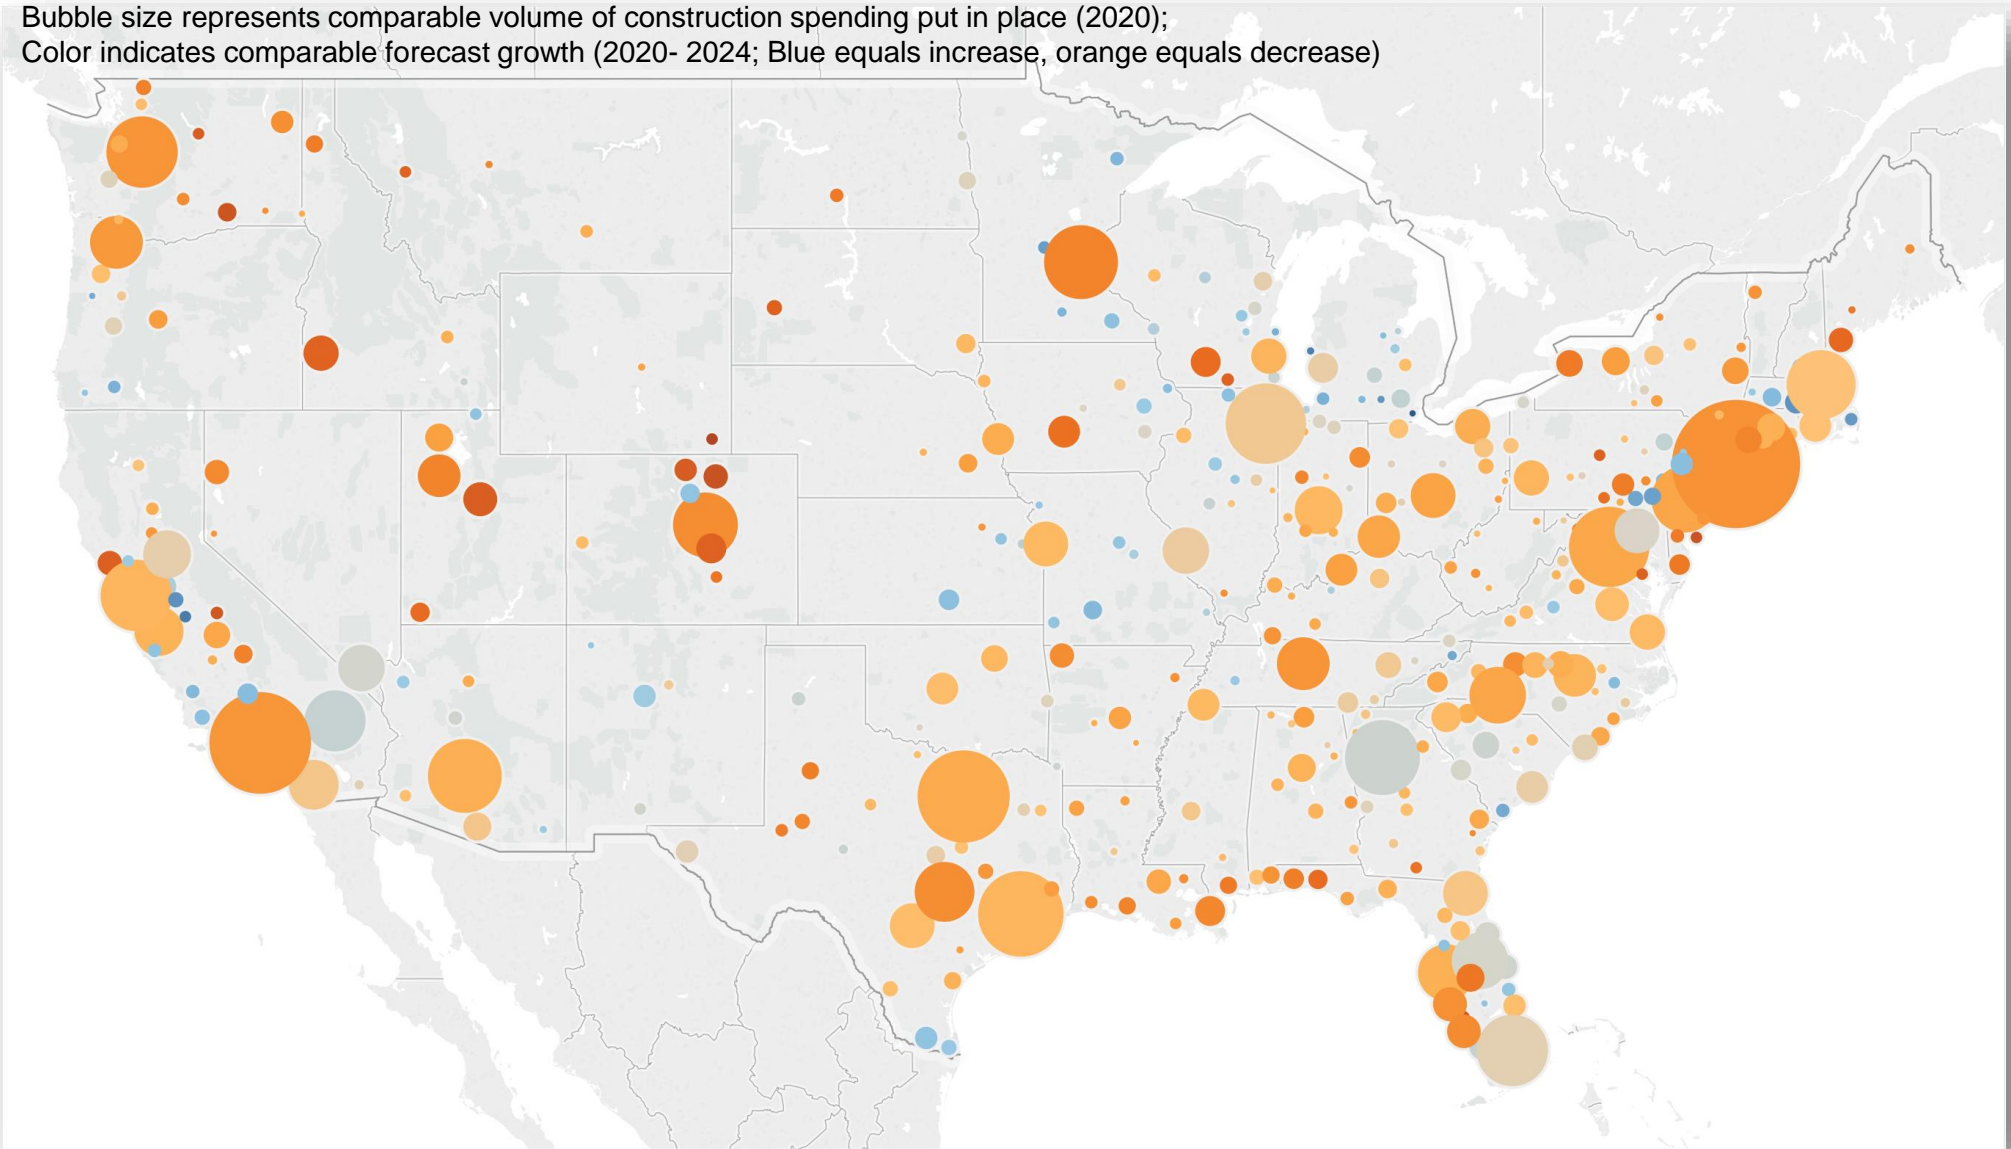 Bubble size represents comparable volume of construction spending put in place (2020);
Color indicates comparable forecast growth (2020- 2024; Blue equals increase, orange equals decrease)